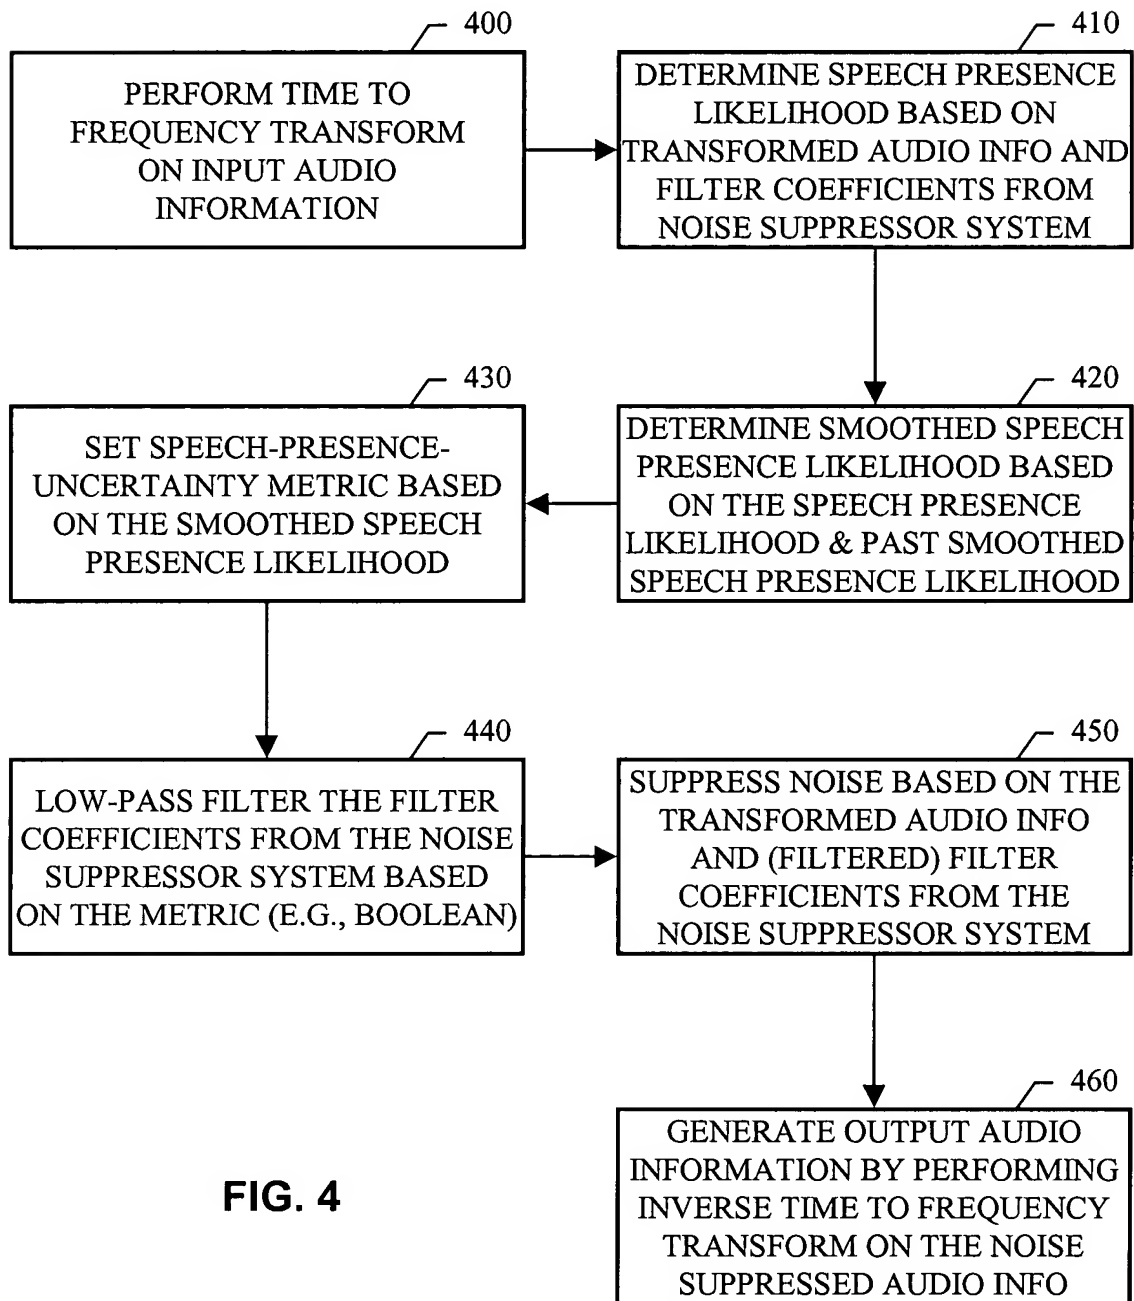 400
PERFORM TIME TO
FREQUENCY TRANSFORM
ON INPUT AUDIO
INFORMATION
410
DETERMINE SPEECH PRESENCE
LIKELIHOOD BASED ON
TRANSFORMED AUDIO INFO AND
FILTER COEFFICIENTS FROM
NOISE SUPPRESSOR SYSTEM
420
DETERMINE SMOOTHED SPEECH
PRESENCE LIKELIHOOD BASED
ON THE SPEECH PRESENCE
LIKELIHOOD & PAST SMOOTHED
SPEECH PRESENCE LIKELIHOOD
430
SET SPEECH-PRESENCE-
UNCERTAINTY METRIC BASED
ON THE SMOOTHED SPEECH
PRESENCE LIKELIHOOD
440
LOW-PASS FILTER THE FILTER
COEFFICIENTS FROM THE NOISE
SUPPRESSOR SYSTEM BASED
ON THE METRIC (E.G., BOOLEAN)
450
SUPPRESS NOISE BASED ON THE
TRANSFORMED AUDIO INFO
AND (FILTERED) FILTER
COEFFICIENTS FROM THE
NOISE SUPPRESSOR SYSTEM
460
GENERATE OUTPUT AUDIO
INFORMATION BY PERFORMING
INVERSE TIME TO FREQUENCY
TRANSFORM ON THE NOISE
SUPPRESSED AUDIO INFO
FIG. 4